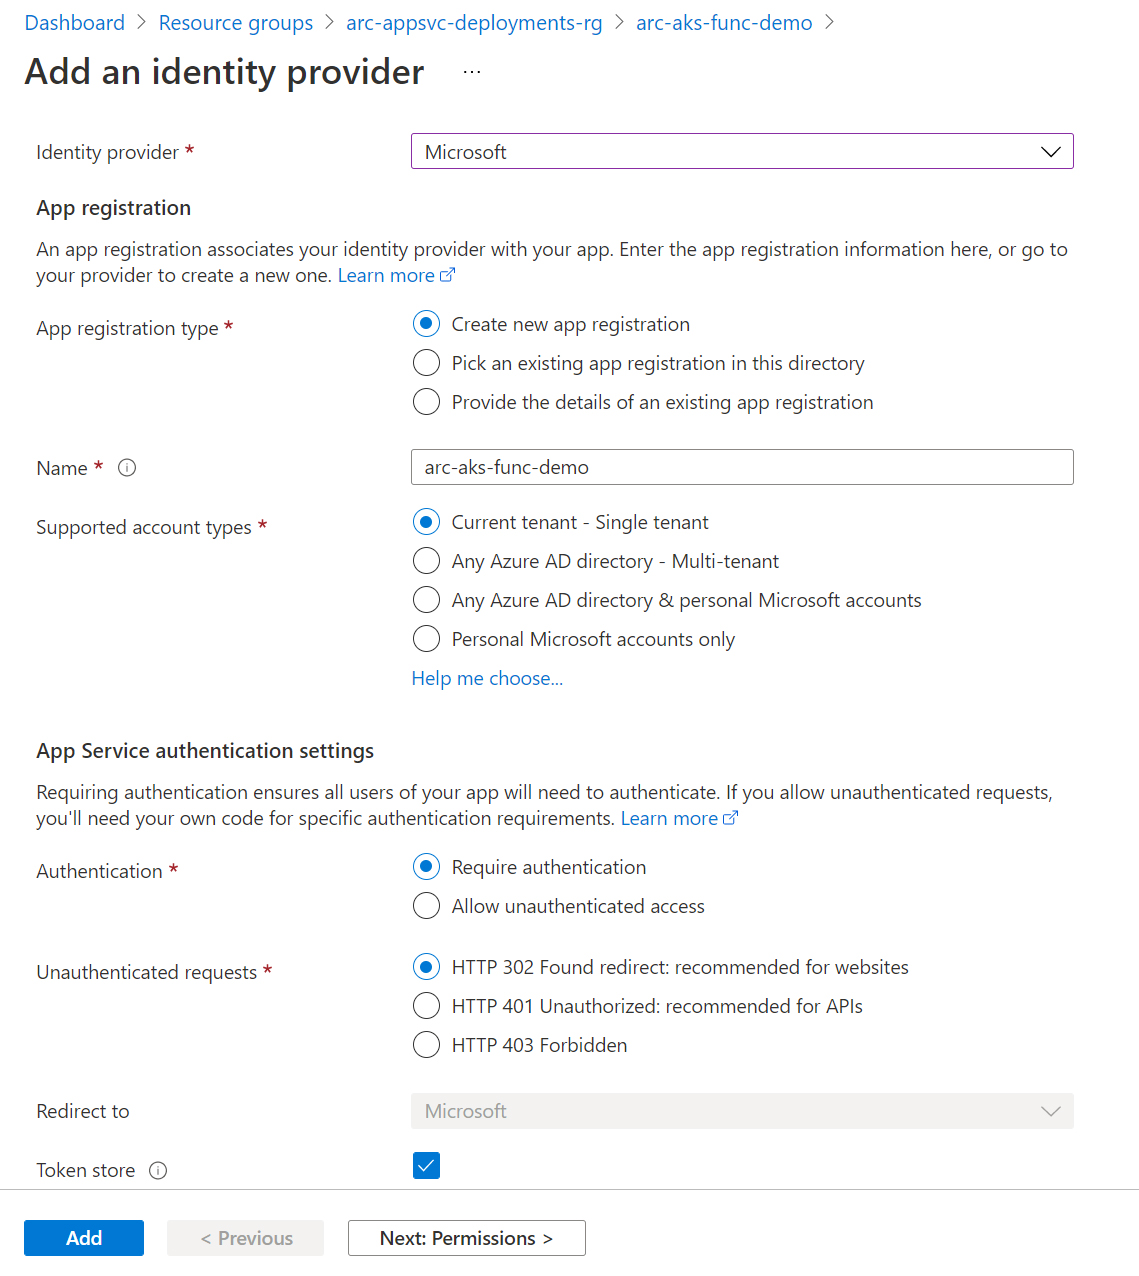 Dashboard > Resource groups > arc-appsvc-deployments-rg > arc-aks-func-demo >
Add an identity provider ...
Identity provider * Microsoft
App registration
An app registration associates your identity provider with your app. Enter the app registration information here, or go to
your provider to create a new one. Learn more
App registration type * Create new app registration
Pick an existing app registration in this directory
Provide the details of an existing app registration
Name * arc-aks-func-demo
Supported account types * Current tenant - Single tenant
Any Azure AD directory - Multi-tenant
Any Azure AD directory & personal Microsoft accounts
Personal Microsoft accounts only
Help me choose...
App Service authentication settings
Requiring authentication ensures all users of your app will need to authenticate. If you allow unauthenticated requests,
you'll need your own code for specific authentication requirements. Learn more
Authentication * Require authentication
Allow unauthenticated access
Unauthenticated requests * HTTP 302 Found redirect: recommended for websites
HTTP 401 Unauthorized: recommended for APIs
HTTP 403 Forbidden
Redirect to Microsoft
Token store
Add < Previous Next: Permissions >